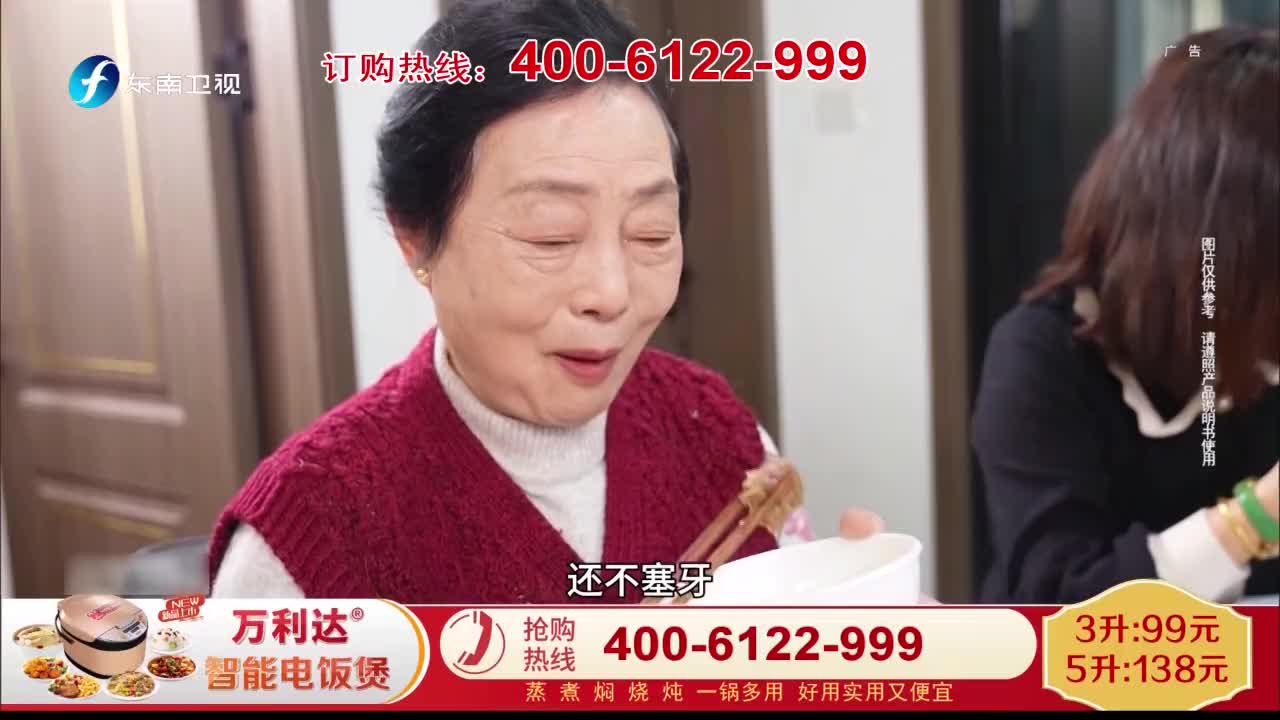 订购热线：400-6122-999
广告
东南卫视
图片仅供参考 请遵照产品说明书使用
还不塞牙
NEW
新品上市
万利达®
智能电饭煲
抢购
热线
400-6122-999
蒸 煮 焖 烧 炖 一锅多用 好用实用又便宜
3升:99元
5升:138元